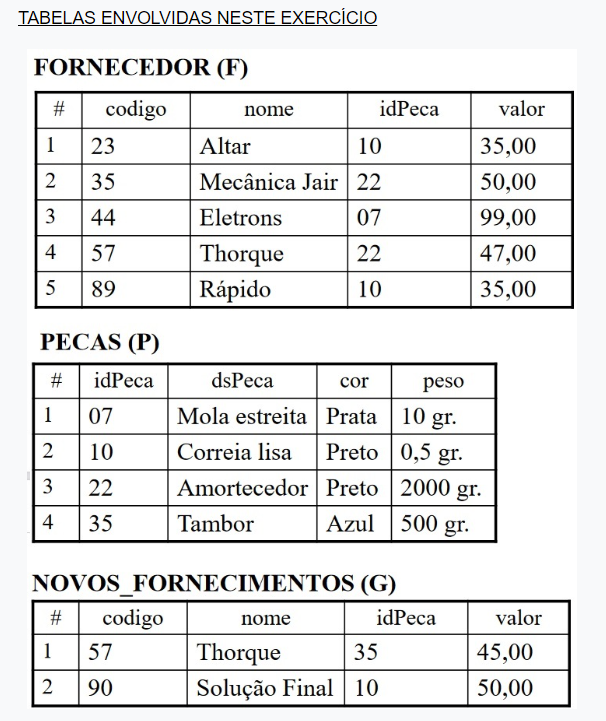 TABELAS ENVOLVIDAS NESTE EXERCÍCIO
FORNECEDOR (F)
# codigo nome idPeca valor
1 23 Altar 10 35,00
2 35 Mecânica Jair 22 50,00
3 44 Eletrons 07 99,00
4 57 Thorque 22 47,00
5 89 Rápido 10 35,00
PECAS (P)
# idPeca dsPeca cor peso
1 07 Mola estreita Prata 10 gr.
2 10 Correia lisa Preto 0,5 gr.
3 22 Amortecedor Preto 2000 gr.
4 35 Tambor Azul 500 gr.
NOVOS_FORNECIMENTOS (G)
# codigo nome idPeca valor
1 57 Thorque 35 45,00
2 90 Solução Final 10 50,00